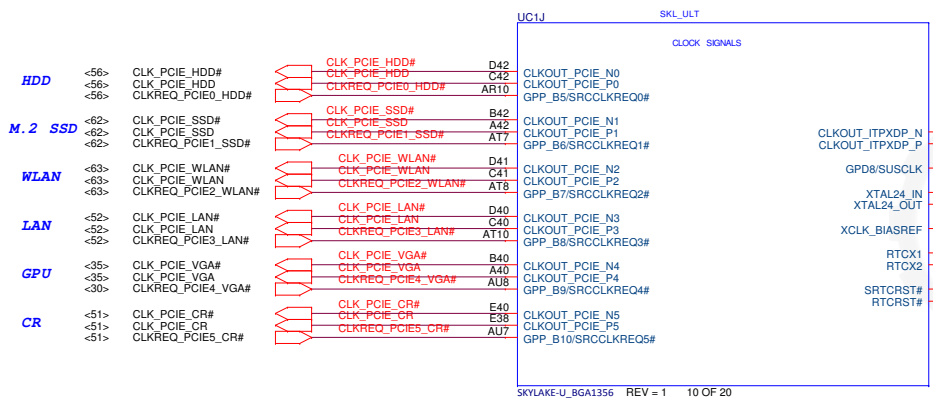 UC1J SKL_ULT
CLOCK SIGNALS
HDD
<56> CLK_PCIE_HDD# CLK_PCIE_HDD# D42 CLKOUT_PCIE_N0
<56> CLK_PCIE_HDD CLK_PCIE_HDD C42 CLKOUT_PCIE_P0
<56> CLKREQ_PCIE0_HDD# CLKREQ_PCIE0_HDD# AR10 GPP_B5/SRCCLKREQ0#
M.2 SSD
<62> CLK_PCIE_SSD# CLK_PCIE_SSD# B42 CLKOUT_PCIE_N1
<62> CLK_PCIE_SSD CLK_PCIE_SSD A42 CLKOUT_PCIE_P1 CLKOUT_ITPXDP_N
<62> CLKREQ_PCIE1_SSD# CLKREQ_PCIE1_SSD# AT7 GPP_B6/SRCCLKREQ1# CLKOUT_ITPXDP_P
WLAN
<63> CLK_PCIE_WLAN# CLK_PCIE_WLAN# D41 CLKOUT_PCIE_N2 GPD8/SUSCLK
<63> CLK_PCIE_WLAN CLK_PCIE_WLAN C41 CLKOUT_PCIE_P2
<63> CLKREQ_PCIE2_WLAN# CLKREQ_PCIE2_WLAN# AT8 GPP_B7/SRCCLKREQ2# XTAL24_IN
XTAL24_OUT
LAN
<52> CLK_PCIE_LAN# CLK_PCIE_LAN# D40 CLKOUT_PCIE_N3
<52> CLK_PCIE_LAN CLK_PCIE_LAN C40 CLKOUT_PCIE_P3 XCLK_BIASREF
<52> CLKREQ_PCIE3_LAN# CLKREQ_PCIE3_LAN# AT10 GPP_B8/SRCCLKREQ3#
RTCX1
GPU
<35> CLK_PCIE_VGA# CLK_PCIE_VGA# B40 CLKOUT_PCIE_N4 RTCX2
<35> CLK_PCIE_VGA CLK_PCIE_VGA A40 CLKOUT_PCIE_P4
<30> CLKREQ_PCIE4_VGA# CLKREQ_PCIE4_VGA# AU8 GPP_B9/SRCCLKREQ4# SRTCRST#
RTCRST#
CR
<51> CLK_PCIE_CR# CLK_PCIE_CR# E40 CLKOUT_PCIE_N5
<51> CLK_PCIE_CR CLK_PCIE_CR E38 CLKOUT_PCIE_P5
<51> CLKREQ_PCIE5_CR# CLKREQ_PCIE5_CR# AU7 GPP_B10/SRCCLKREQ5#
SKYLAKE-U_BGA1356 REV = 1 10 OF 20